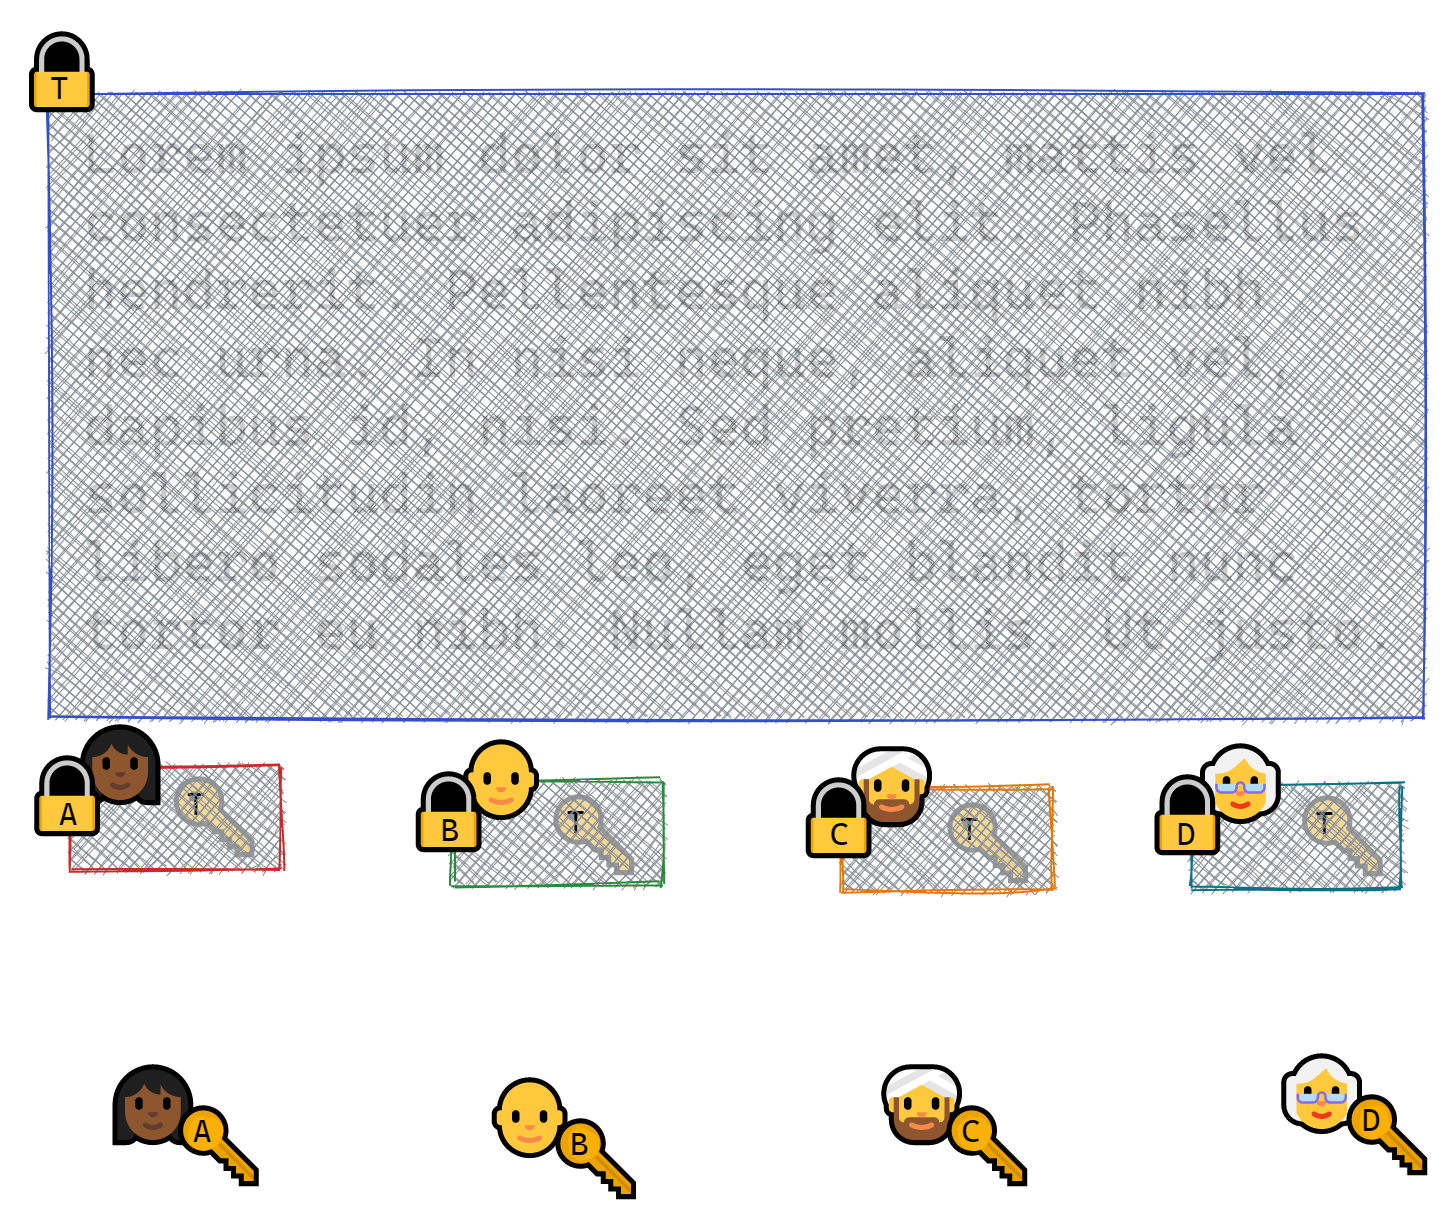 T
Lorem ipsum dolor sit amet, mattis vel
consectetuer adipiscing elit. Phasellus
hendrerit. Pellentesque aliquet nibh
nec urna. In nisi neque, aliquet vel,
dapibus id, nisi. Sed pretium, ligula
sollicitudin laoreet viverra, tortor
libero sodales leo, eget blandit nunc
tortor eu nibh. Nullam mollis. Ut justo.
A T B T C T D T
A B C D